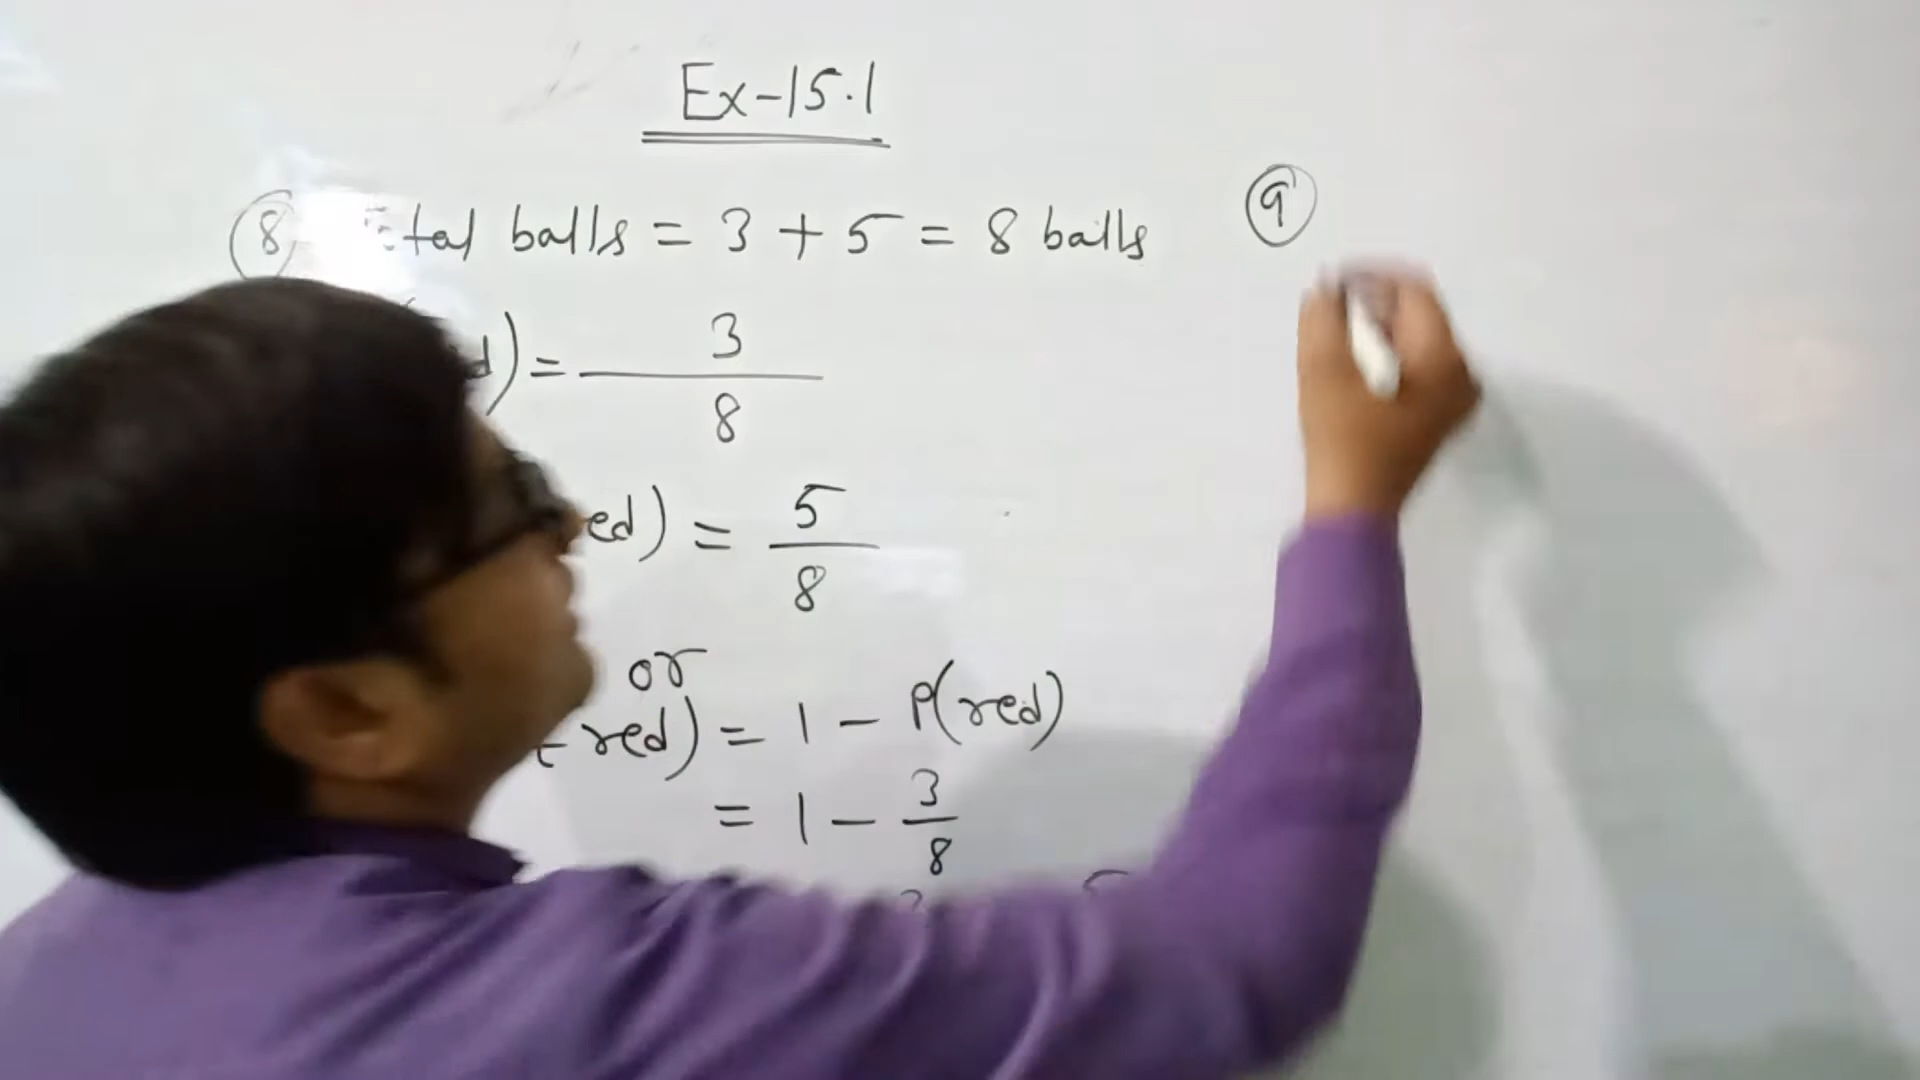 Ex-15.1
8 balls = 3 + 5 = 8 balls
) = 3/8
ed) = 5/8
or
red) = 1 - P(red)
= 1 - 3/8
9